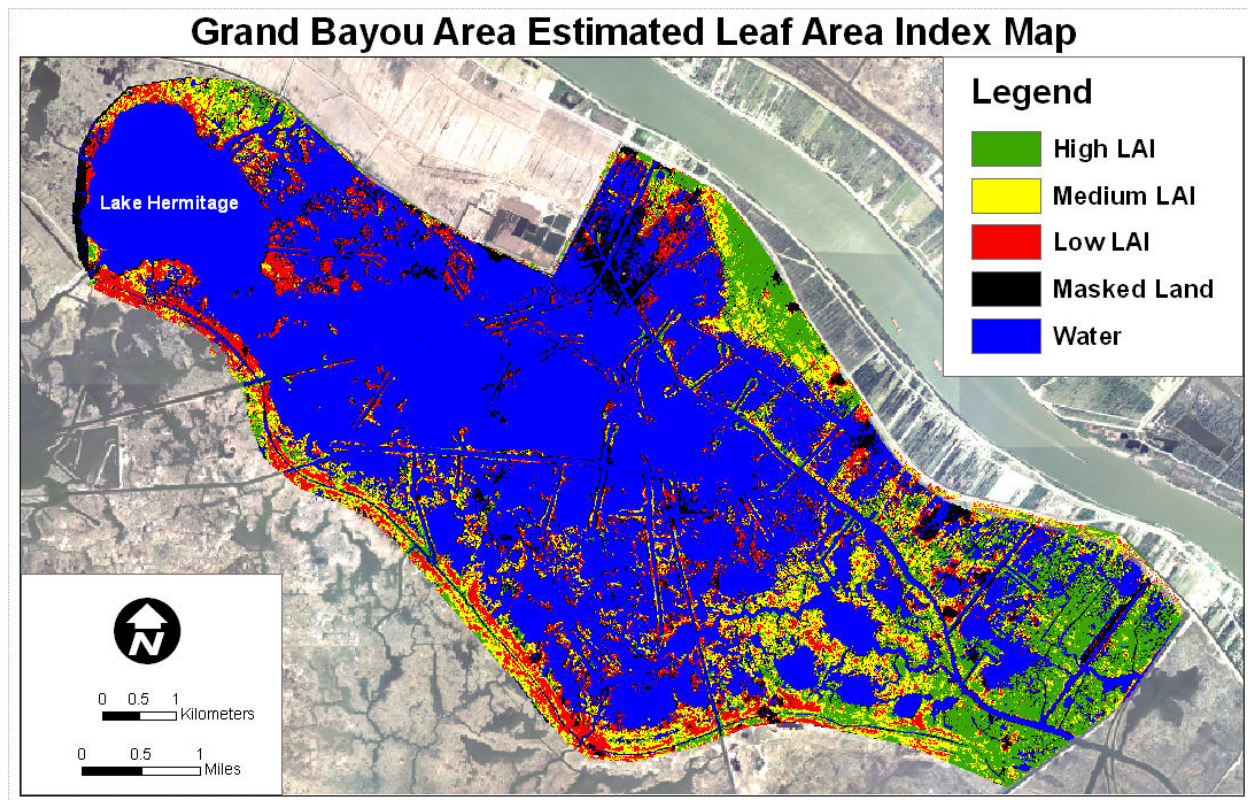 Grand Bayou Area Estimated Leaf Area Index Map
Legend
High LAI
Medium LAI
Low LAI
Masked Land
Water
Lake Hermitage
N
0 0.5 1
Kilometers
0 0.5 1
Miles